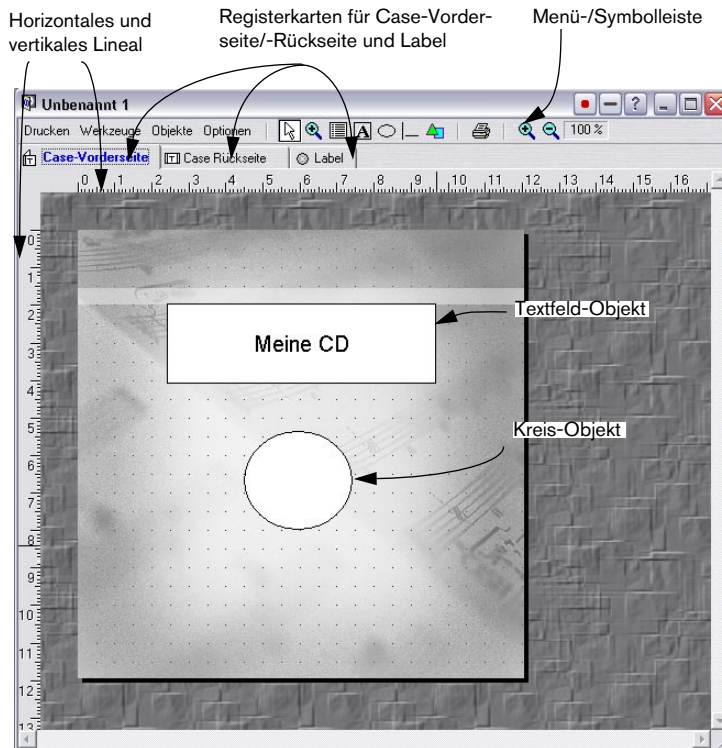 Horizontales und
vertikales Lineal
Registerkarten für Case-Vorder-
seite/-Rückseite und Label
Menü-/Symbolleiste
Unbenannt 1
Drucken Werkzeuge Objekte Optionen
A
100 %
Case-Vorderseite
Case Rückseite
Label
0 1 2 3 4 5 6 7 8 9 10 11 12 13 14 15 16
0
1
2
Textfeld-Objekt
Meine CD
3
4
5
Kreis-Objekt
6
7
8
9
10
11
12
13